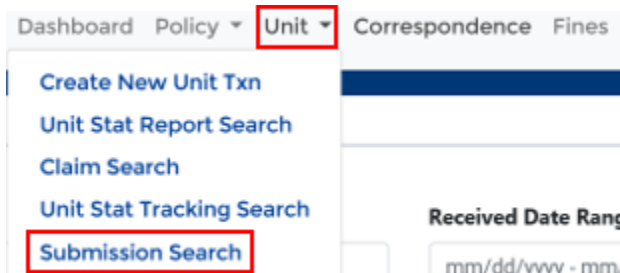 Dashboard Policy Unit Correspondence Fines
Create New Unit Txn
Unit Stat Report Search
Claim Search
Unit Stat Tracking Search
Submission Search
Received Date Rang
mm/dd/yyyy - mm/